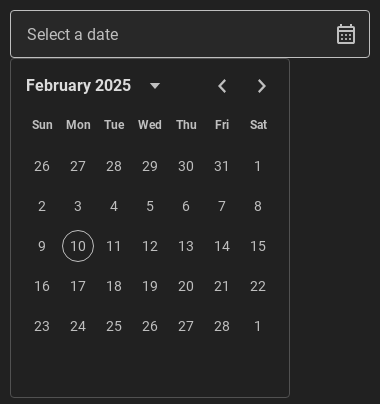 Select a date
February 2025
Sun Mon Tue Wed Thu Fri Sat
26 27 28 29 30 31 1
2 3 4 5 6 7 8
9 10 11 12 13 14 15
16 17 18 19 20 21 22
23 24 25 26 27 28 1